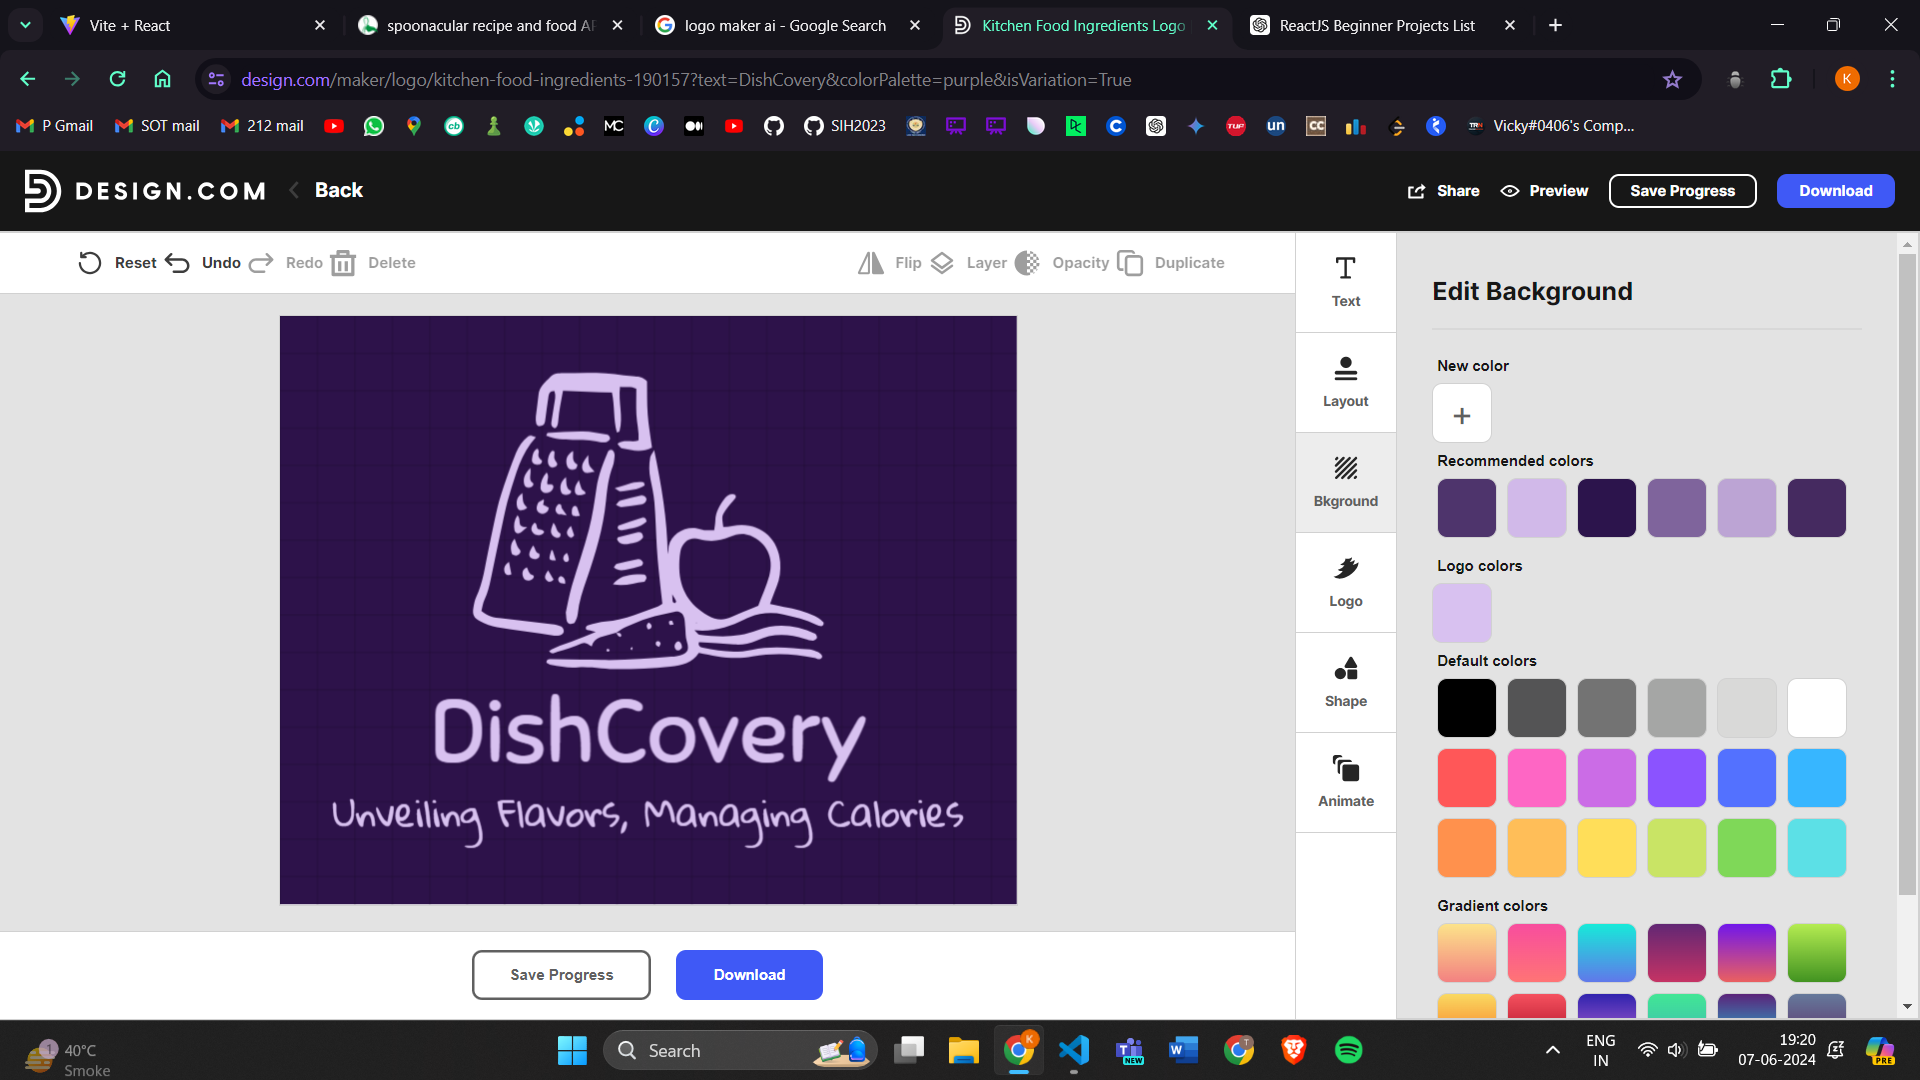 Vite + React
spoonacular recipe and food AP
logo maker ai - Google Search
Kitchen Food Ingredients Logo
ReactJS Beginner Projects List
design.com/maker/logo/kitchen-food-ingredients-190157?text=DishCovery&colorPalette=purple&isVariation=True
K
P Gmail
SOT mail
212 mail
SIH2023
Vicky#0406's Comp...
DESIGN.COM
Back
Share
Preview
Save Progress
Download
Reset
Undo
Redo
Delete
Flip
Layer
Opacity
Duplicate
Text
Layout
Bkground
Logo
Shape
Animate
Edit Background
New color
Recommended colors
Logo colors
Default colors
Gradient colors
DishCovery
Unveiling Flavors, Managing Calories
Save Progress
Download
1
40°C
Smoke
Search
K
NEW
T
ENG
IN
19:20
07-06-2024
PRE